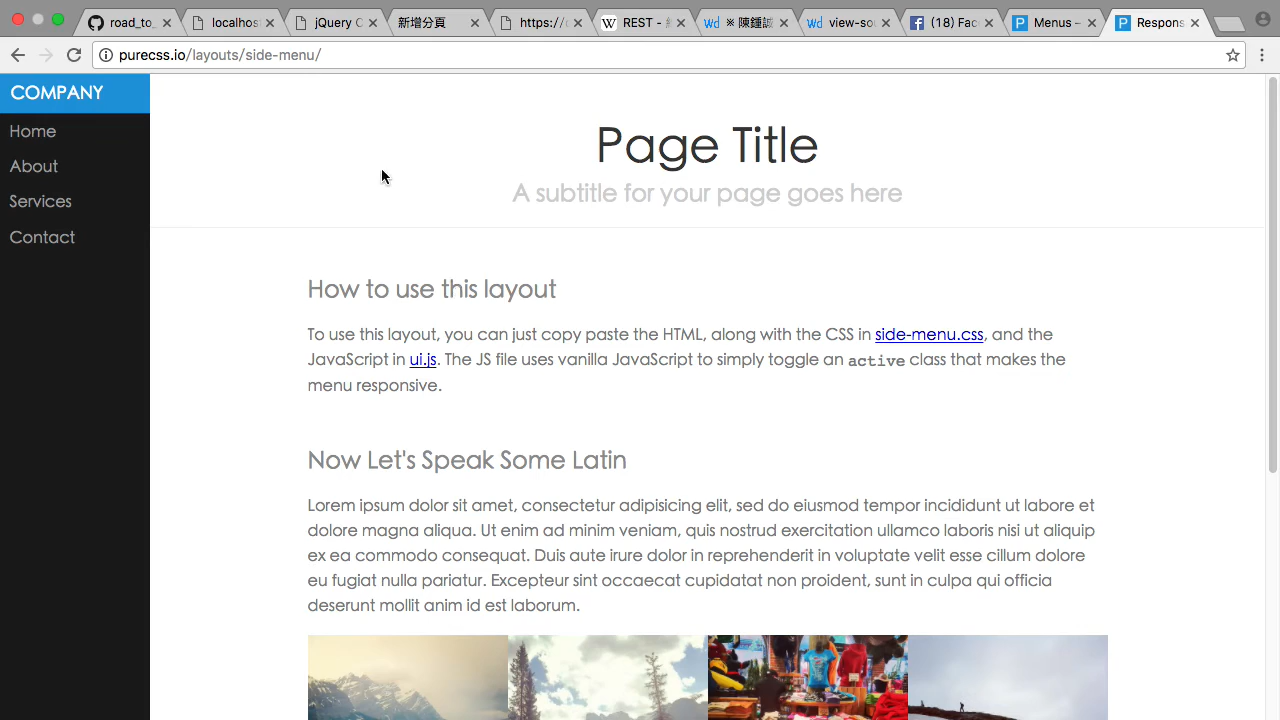 road_to_
localhos
jQuery C
新增分頁
https://c
REST - 
※ 陳鍾誠
view-so
(18) Fac
Menus –
Respons
purecss.io/layouts/side-menu/
COMPANY
Home
About
Services
Contact
Page Title
A subtitle for your page goes here
How to use this layout
To use this layout, you can just copy paste the HTML, along with the CSS in side-menu.css, and the
JavaScript in ui.js. The JS file uses vanilla JavaScript to simply toggle an active class that makes the
menu responsive.
Now Let's Speak Some Latin
Lorem ipsum dolor sit amet, consectetur adipisicing elit, sed do eiusmod tempor incididunt ut labore et
dolore magna aliqua. Ut enim ad minim veniam, quis nostrud exercitation ullamco laboris nisi ut aliquip
ex ea commodo consequat. Duis aute irure dolor in reprehenderit in voluptate velit esse cillum dolore
eu fugiat nulla pariatur. Excepteur sint occaecat cupidatat non proident, sunt in culpa qui officia
deserunt mollit anim id est laborum.